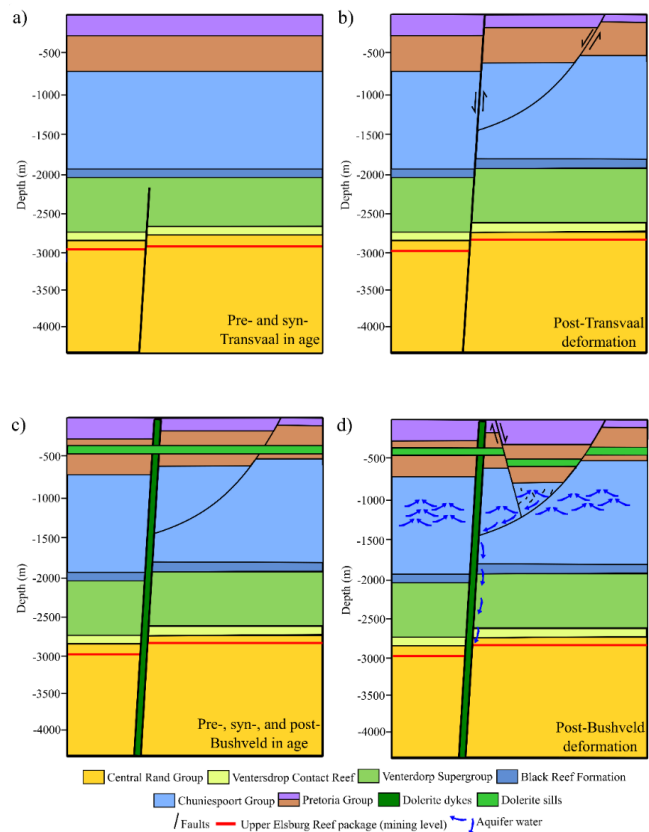 a)
b)
-500
-1000
-1500
-2000
-2500
-3000
-3500
-4000
Depth (m)
Pre- and syn-
Transvaal in age
-500
-1000
-1500
-2000
-2500
-3000
-3500
-4000
Depth (m)
Post-Transvaal
deformation
c)
d)
-500
-1000
-1500
-2000
-2500
-3000
-3500
-4000
Depth (m)
Pre-, syn-, and post-
Bushveld in age
-500
-1000
-1500
-2000
-2500
-3000
-3500
-4000
Depth (m)
Post-Bushveld
deformation
Central Rand Group
Ventersdrop Contact Reef
Venterdorp Supergroup
Black Reef Formation
Chuniespoort Group
Pretoria Group
Dolerite dykes
Dolerite sills
Faults
Upper Elsburg Reef package (mining level)
Aquifer water